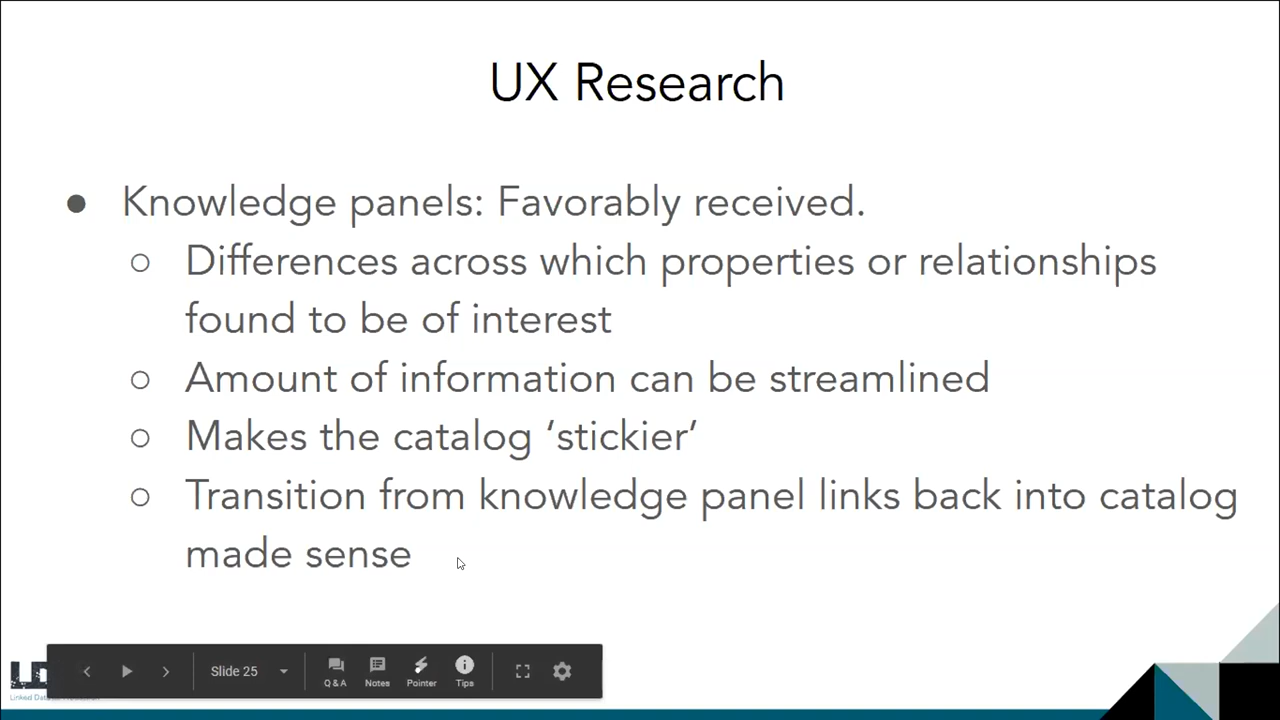 UX Research
● Knowledge panels: Favorably received.
○ Differences across which properties or relationships
found to be of interest
○ Amount of information can be streamlined
○ Makes the catalog ‘stickier’
○ Transition from knowledge panel links back into catalog
made sense
Slide 25
Q & A
Notes
Pointer
Tips
Linked Data